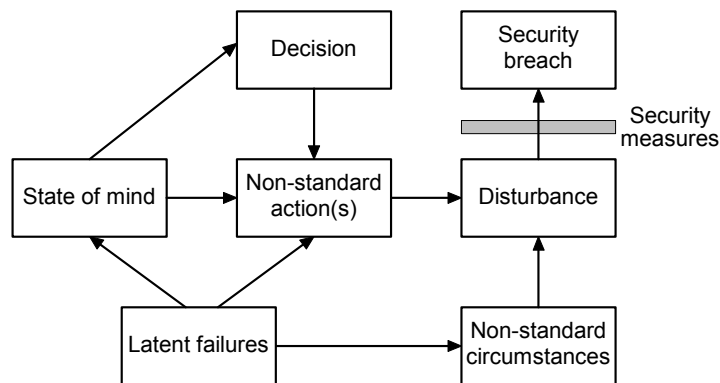 Decision
Security
breach
Security
measures
State of mind
Non-standard
action(s)
Disturbance
Latent failures
Non-standard
circumstances